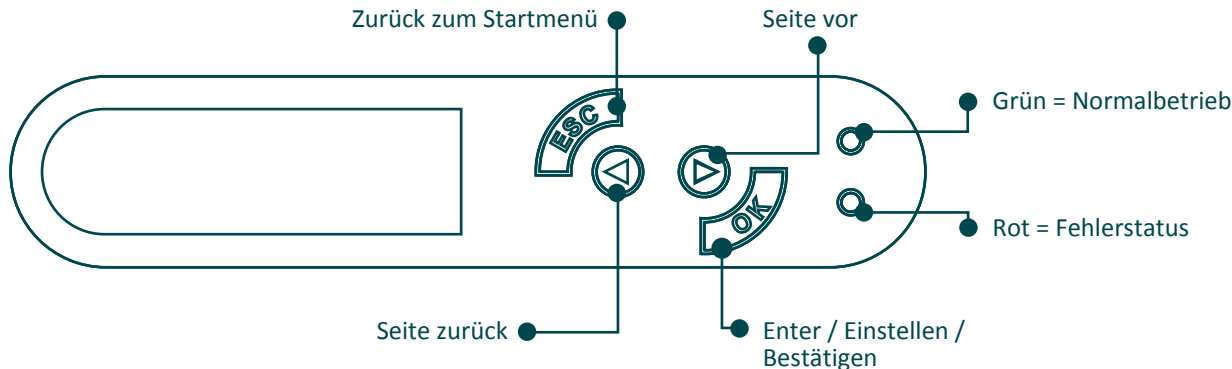 Zurück zum Startmenü
Seite vor
Grün = Normalbetrieb
ESC
OK
Rot = Fehlerstatus
Seite zurück
Enter / Einstellen /
Bestätigen